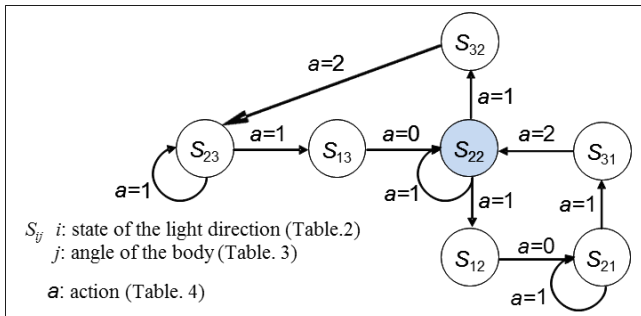 S32
a=2
a=1
S23
a=1
S13
a=0
S22
a=2
S31
a=1
a=1
a=1
a=1
Sij i: state of the light direction (Table.2)
j: angle of the body (Table. 3)
S12
a=0
S21
a=1
a: action (Table. 4)